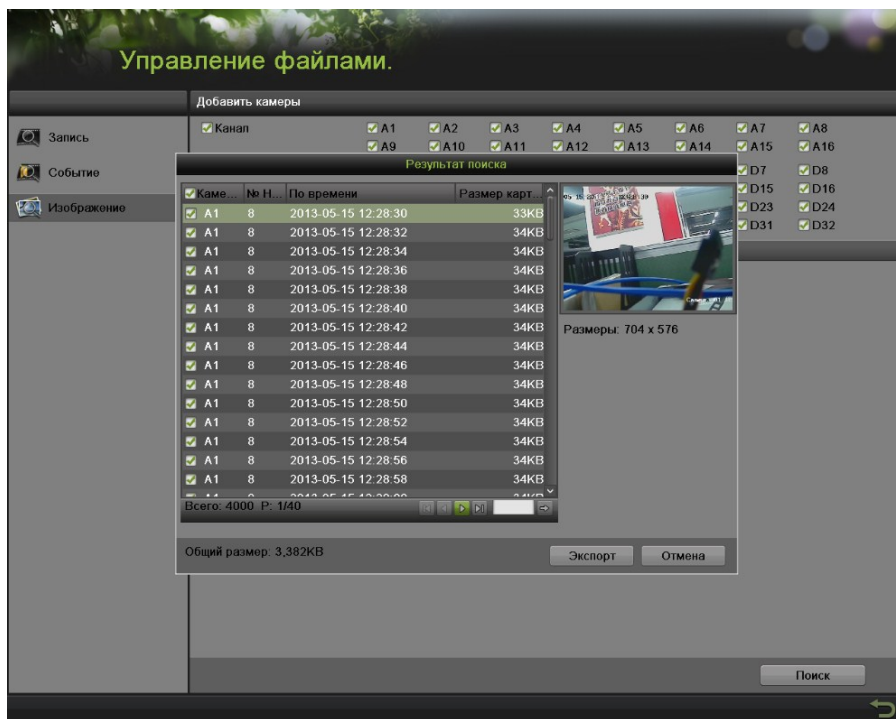 Управление файлами.
Добавить камеры
Запись
Событие
Изображение
Канал A1 A2 A3 A4 A5 A6 A7 A8
A9 A10 A11 A12 A13 A14 A15 A16
D7 D8
D15 D16
D23 D24
D31 D32
Результат поиска
Каме... № Н... По времени Размер карт...
A1 8 2013-05-15 12:28:30 33KB
A1 8 2013-05-15 12:28:32 34KB
A1 8 2013-05-15 12:28:34 34KB
A1 8 2013-05-15 12:28:36 34KB
A1 8 2013-05-15 12:28:38 34KB
A1 8 2013-05-15 12:28:40 34KB
A1 8 2013-05-15 12:28:42 34KB
A1 8 2013-05-15 12:28:44 34KB
A1 8 2013-05-15 12:28:46 34KB
A1 8 2013-05-15 12:28:48 34KB
A1 8 2013-05-15 12:28:50 34KB
A1 8 2013-05-15 12:28:52 34KB
A1 8 2013-05-15 12:28:54 34KB
A1 8 2013-05-15 12:28:56 34KB
A1 8 2013-05-15 12:28:58 34KB
Всего: 4000 P: 1/40
Размеры: 704 x 576
Общий размер: 3,382KB
Экспорт
Отмена
Поиск